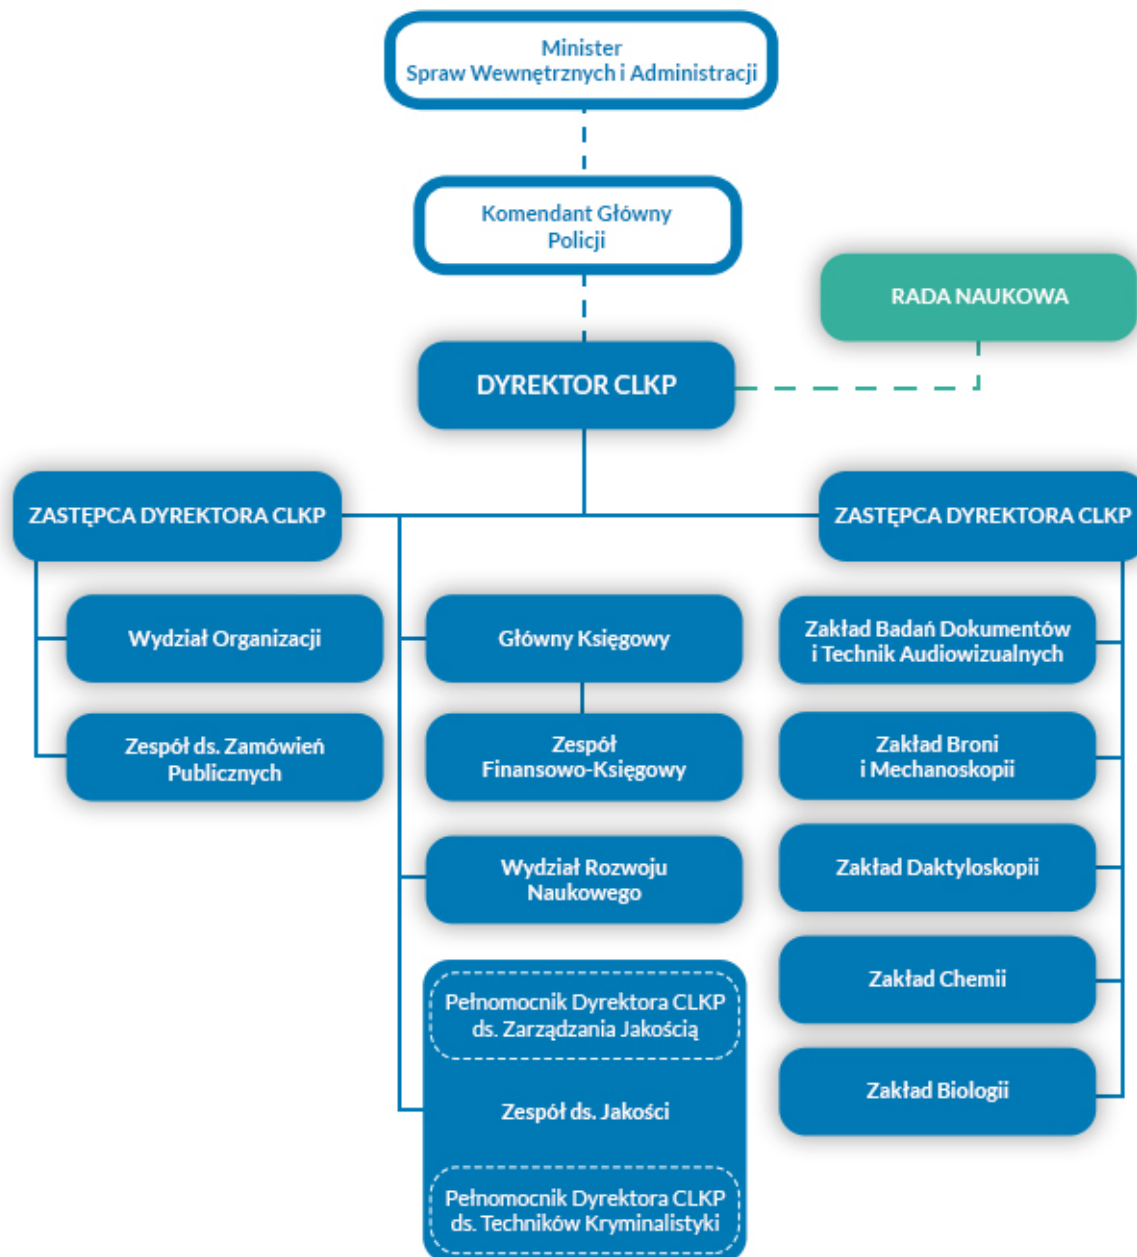 Minister
Spraw Wewnętrznych i Administracji
Komendant Główny
Policji
RADA NAUKOWA
DYREKTOR CLKP
ZASTĘPCA DYREKTORA CLKP
ZASTĘPCA DYREKTORA CLKP
Wydział Organizacji
Zespół ds. Zamówień
Publicznych
Główny Księgowy
Zespół
Finansowo-Księgowy
Wydział Rozwoju
Naukowego
Pełnomocnik Dyrektora CLKP
ds. Zarządzania Jakością
Zespół ds. Jakości
Pełnomocnik Dyrektora CLKP
ds. Techników Kryminalistyki
Zakład Badań Dokumentów
i Technik Audiowizualnych
Zakład Broni
i Mechanoskopii
Zakład Daktyloskopii
Zakład Chemii
Zakład Biologii